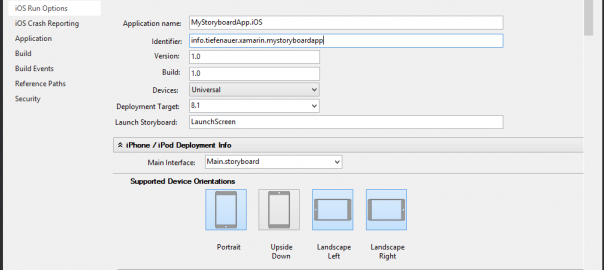 iOS Run Options
iOS Crash Reporting
Application
Build
Build Events
Reference Paths
Security
Application name: MyStoryboardApp.iOS
Identifier: info.tiefenauer.xamarin.mystoryboardapp
Version: 1.0
Build: 1.0
Devices: Universal
Deployment Target: 8.1
Launch Storyboard: LaunchScreen
iPhone / iPod Deployment Info
Main Interface: Main.storyboard
Supported Device Orientations
Portrait
Upside Down
Landscape Left
Landscape Right